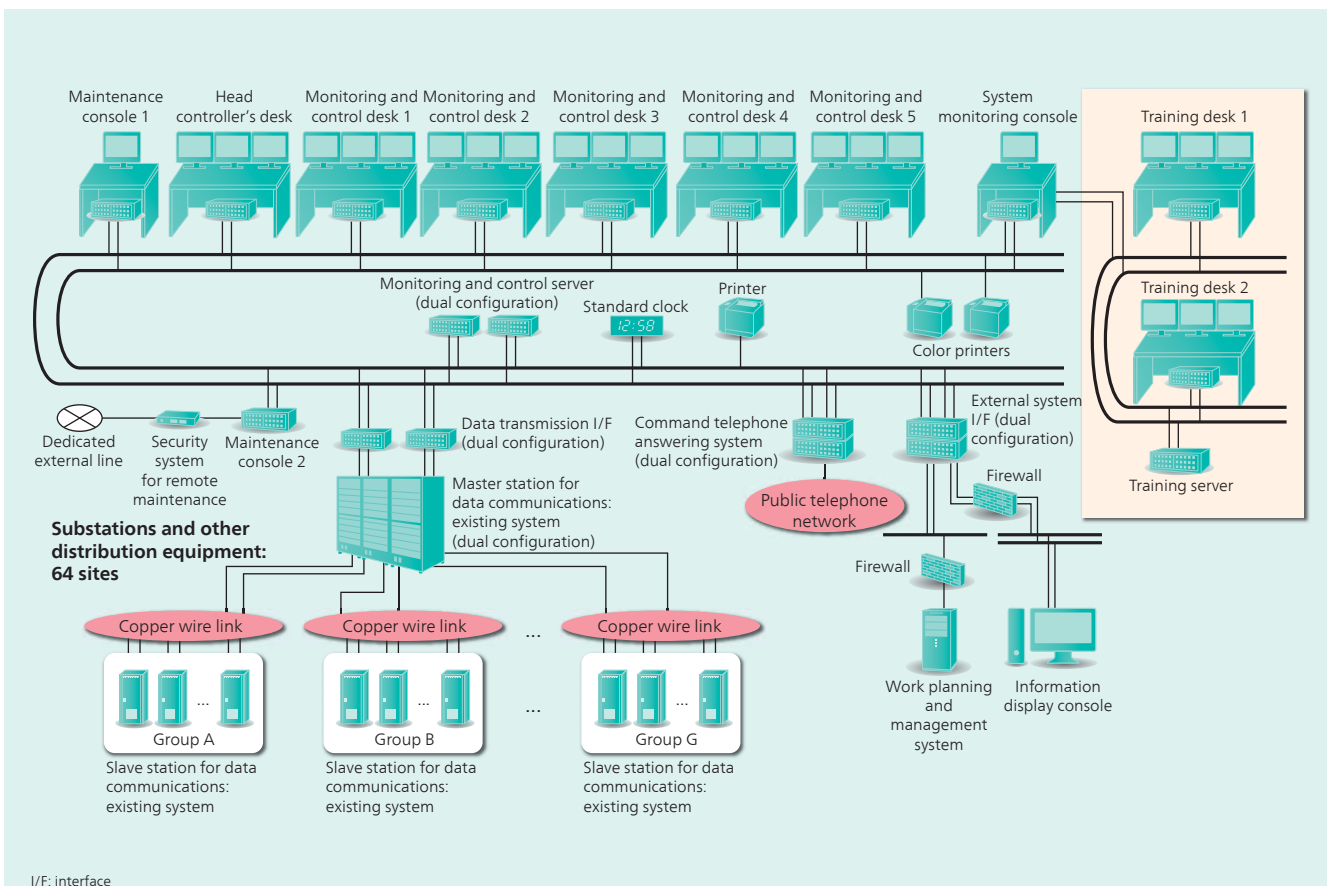 Maintenance
console 1
Head
controller's desk
Monitoring and
control desk 1
Monitoring and
control desk 2
Monitoring and
control desk 3
Monitoring and
control desk 4
Monitoring and
control desk 5
System
monitoring console
Training desk 1
Monitoring and control server
(dual configuration)
Standard clock
12:58
Printer
Color printers
Training desk 2
Training server
Dedicated
external line
Security
system
for remote
maintenance
Maintenance
console 2
Data transmission I/F
(dual configuration)
Command telephone
answering system
(dual configuration)
External system
I/F (dual
configuration)
Master station for
data communications:
existing system
(dual configuration)
Public telephone
network
Firewall
Firewall
Substations and other
distribution equipment:
64 sites
Copper wire link
Copper wire link
...
Copper wire link
...
Group A
...
Group B
...
...
Group G
Slave station for data
communications:
existing system
Slave station for data
communications:
existing system
Slave station for data
communications:
existing system
Work planning
and
management
system
Information
display console
I/F: interface